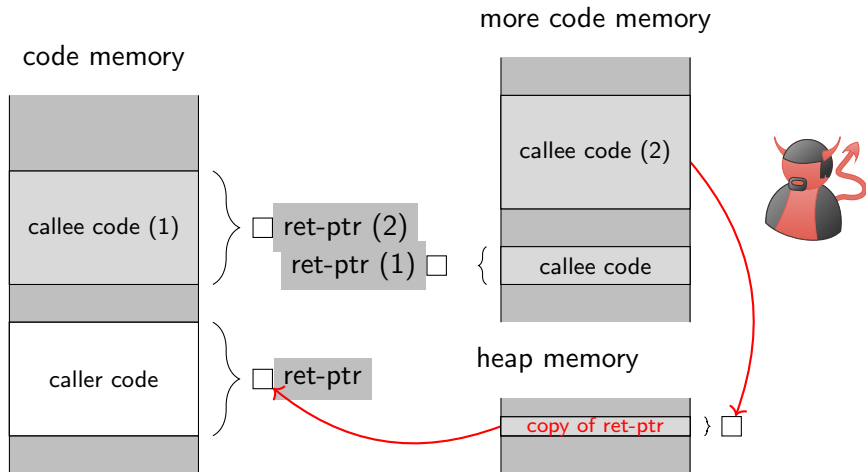 more code memory
code memory
callee code (2)
callee code (1)
ret-ptr (2)
ret-ptr (1)
callee code
heap memory
caller code
ret-ptr
copy of ret-ptr